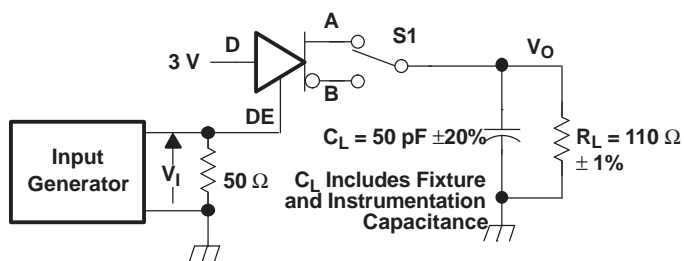 A
S1
D
3 V
VO
B
DE
CL = 50 pF ±20%
RL = 110 Ω
± 1%
Input
Generator
VI
50 Ω
CL Includes Fixture
and Instrumentation
Capacitance